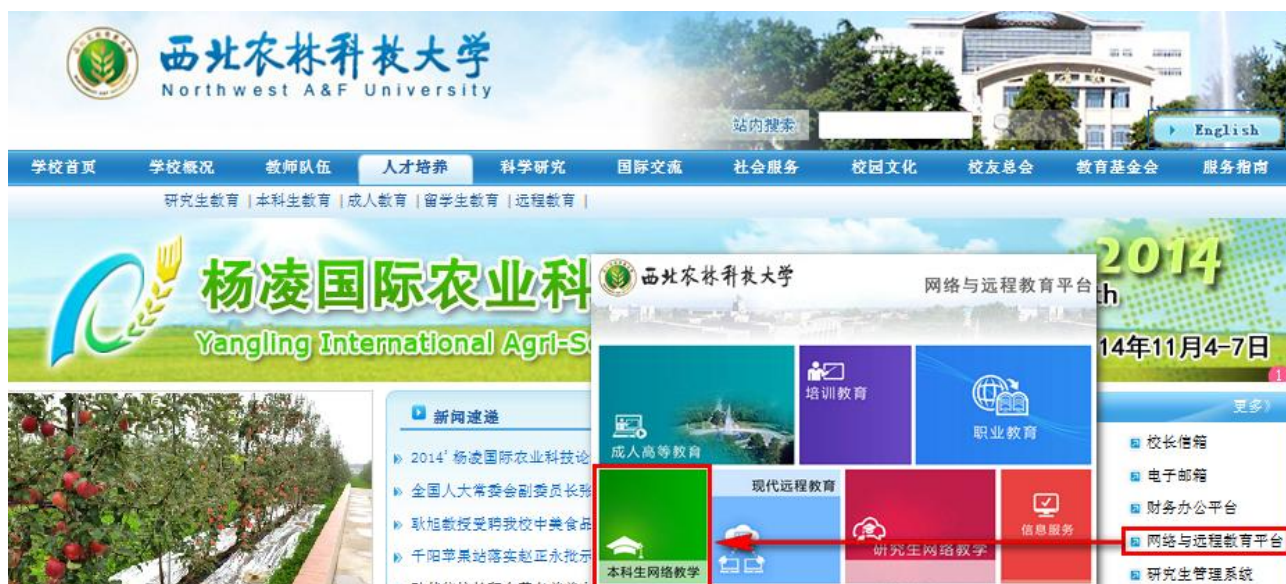 西北农林科技大学
Northwest A&F University
站内搜索
English
学校首页 学校概况 教师队伍 人才培养 科学研究 国际交流 社会服务 校园文化 校友总会 教育基金会 服务指南
研究生教育 | 本科生教育 | 成人教育 | 留学生教育 | 远程教育 |
杨凌国际农业科
2014
Yangling International Agri-S
th
14年11月4-7日
1
西北农林科技大学
网络与远程教育平台
成人高等教育
培训教育
职业教育
本科生网络教学
现代远程教育
研究生网络教学
信息服务
新闻速递
2014' 杨凌国际农业科技论
全国人大常委会副委员长张
耿旭教授受聘我校中美食品
千阳苹果站落实赵正永批示
更多》
校长信箱
电子邮箱
财务办公平台
网络与远程教育平台
研究生管理系统